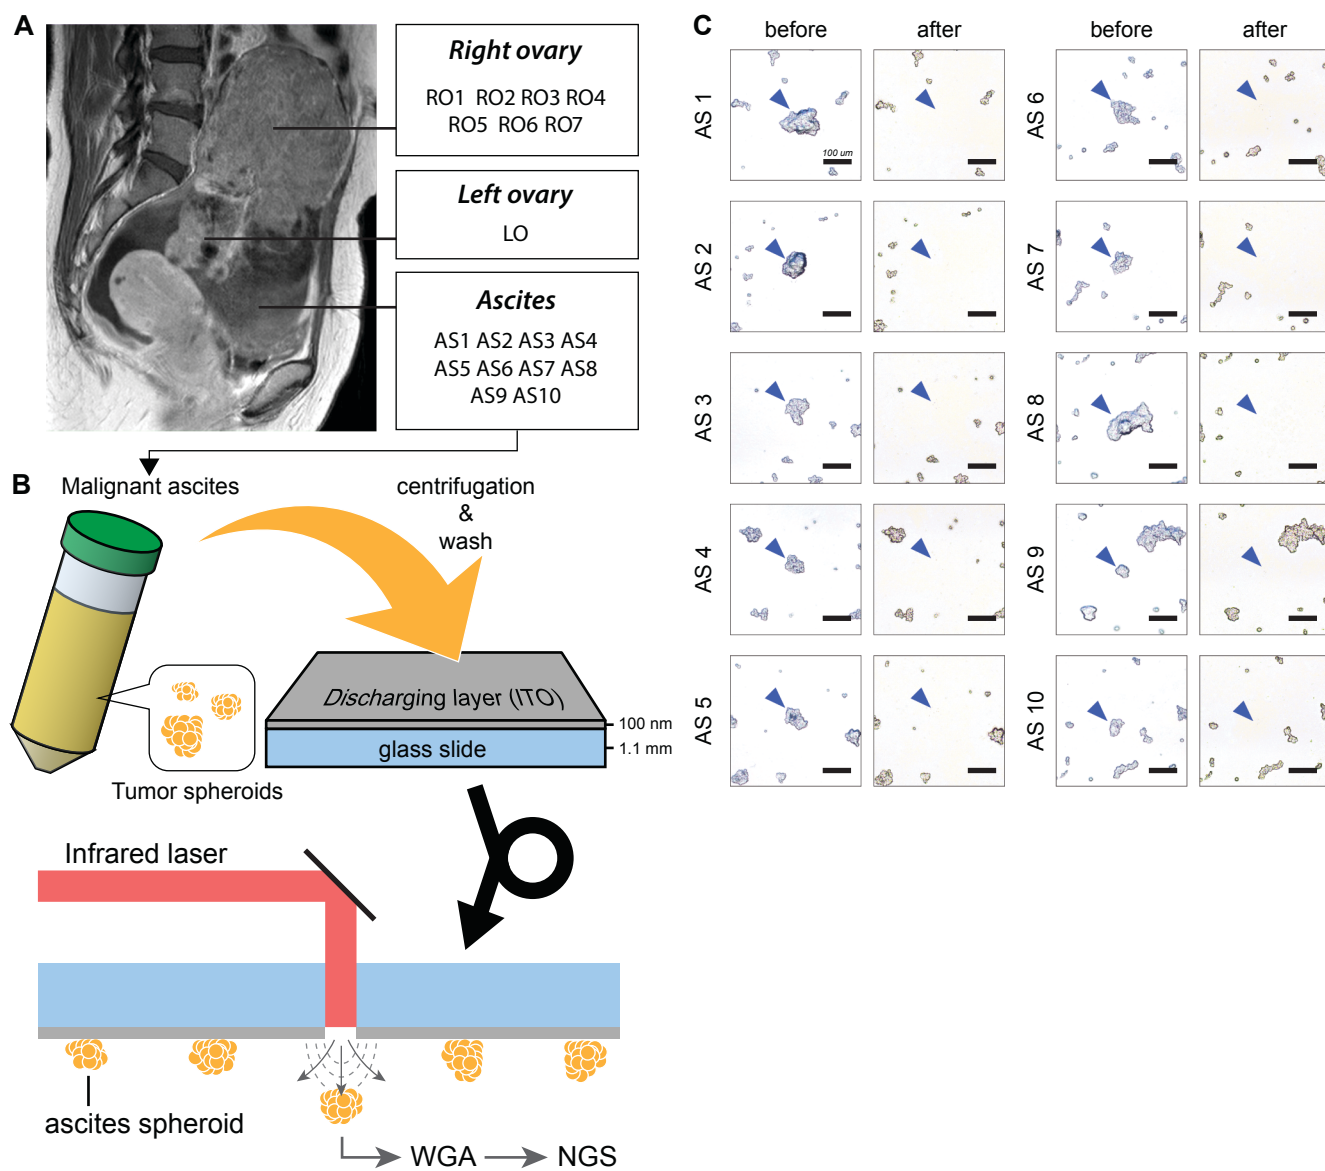 A
Right ovary
RO1 RO2 RO3 RO4
RO5 RO6 RO7
Left ovary
LO
Ascites
AS1 AS2 AS3 AS4
AS5 AS6 AS7 AS8
AS9 AS10
B
Malignant ascites
centrifugation
&
wash
Discharging layer (ITO)
100 nm
glass slide
1.1 mm
Tumor spheroids
Infrared laser
ascites spheroid
WGA
NGS
C
before after before after
AS 1
100 um
AS 6
AS 2
AS 7
AS 3
AS 8
AS 4
AS 9
AS 5
AS 10